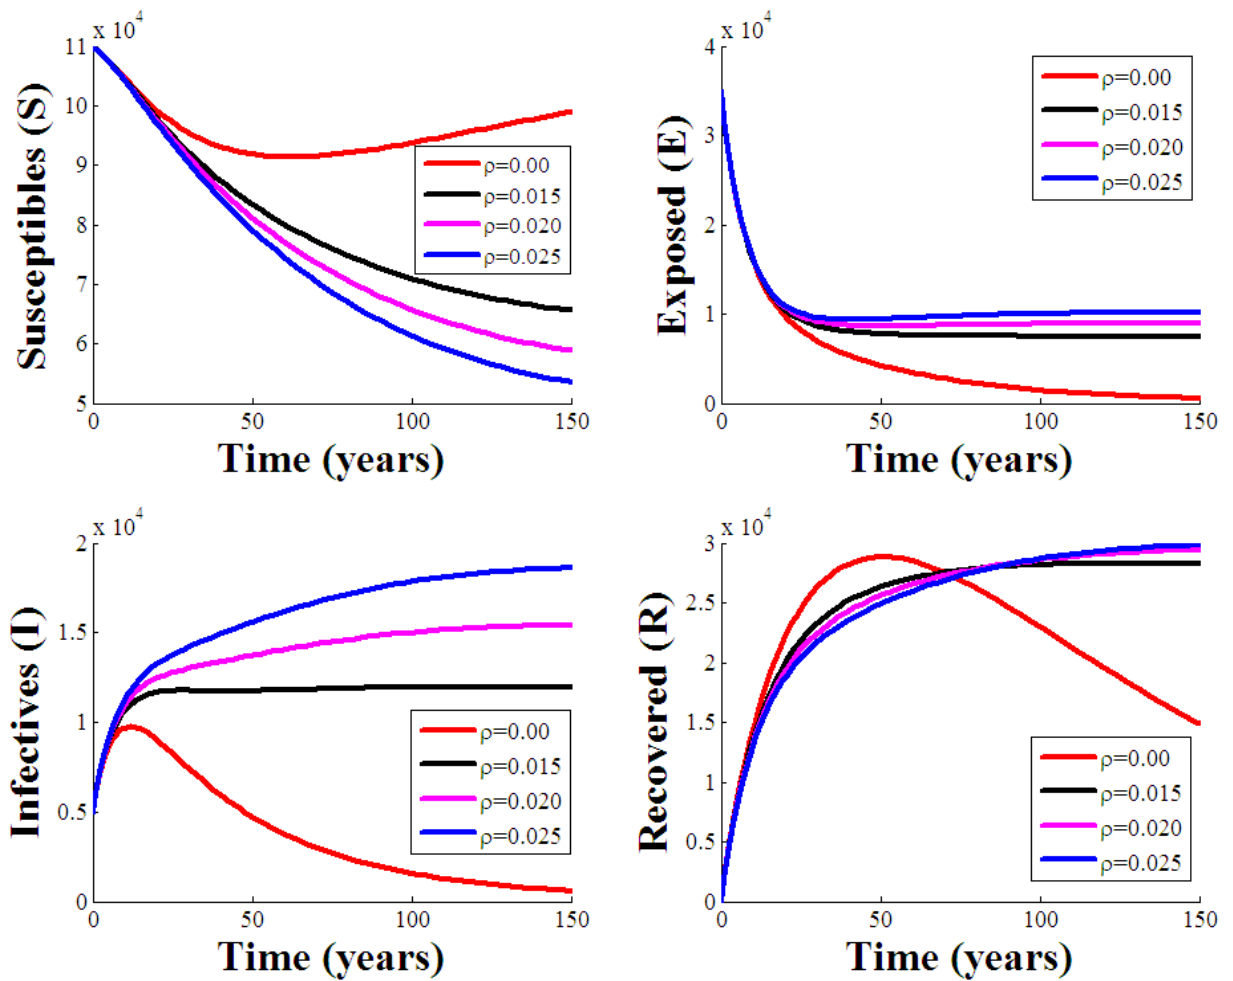 x 10^4
11
10
9
8
7
6
5
Susceptibles (S)
ρ=0.00
ρ=0.015
ρ=0.020
ρ=0.025
0
50
100
150
Time (years)
x 10^4
4
3
2
1
0
Exposed (E)
ρ=0.00
ρ=0.015
ρ=0.020
ρ=0.025
0
50
100
150
Time (years)
x 10^4
2
1.5
1
0.5
0
Infectives (I)
ρ=0.00
ρ=0.015
ρ=0.020
ρ=0.025
0
50
100
150
Time (years)
x 10^4
3
2.5
2
1.5
1
0.5
0
Recovered (R)
ρ=0.00
ρ=0.015
ρ=0.020
ρ=0.025
0
50
100
150
Time (years)